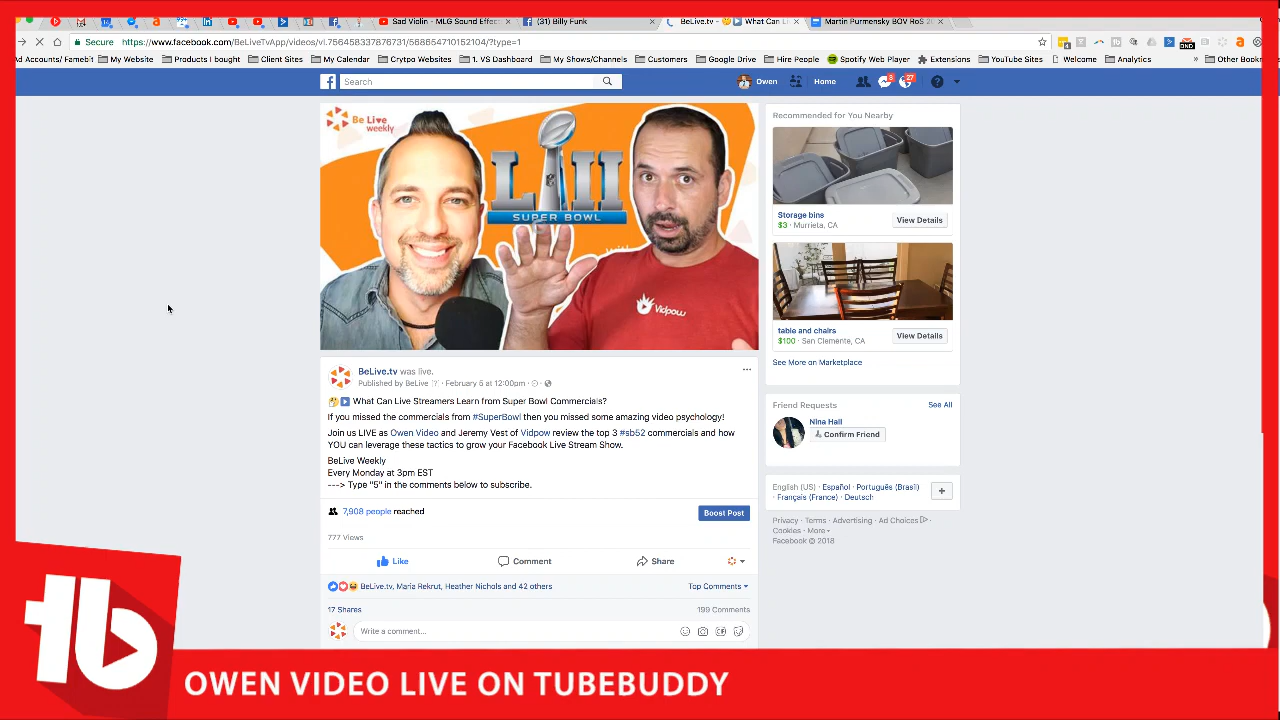 Sad Violin - MLG Sound Effects
(31) Billy Funk
BeLive.tv - What Can Li
Martin Purmensky BOV RoS 20
Secure https://www.facebook.com/BeLiveTvApp/videos/vl.756458337876731/568654710152104/?type=1
Ad Accounts/ Famebit
My Website
Products I bought
Client Sites
My Calendar
Crytpo Websites
1. VS Dashboard
My Shows/Channels
Customers
Google Drive
Hire People
Spotify Web Player
Extensions
YouTube Sites
Welcome
Analytics
»
Other Book
Search
Owen
Home
3
27
Be Live
weekly
LII
SUPER BOWL
Vidpow
Recommended for You Nearby
Storage bins
$3 · Murrieta, CA
View Details
table and chairs
$100 · San Clemente, CA
View Details
See More on Marketplace
Friend Requests
See All
Nina Hall
Confirm Friend
English (US) · Español · Português (Brasil) ·
Français (France) · Deutsch
Privacy · Terms · Advertising · Ad Choices ·
Cookies · More
Facebook © 2018
BeLive.tv was live.
Published by BeLive [?] · February 5 at 12:00pm ·
What Can Live Streamers Learn from Super Bowl Commercials?
If you missed the commercials from #SuperBowl then you missed some amazing video psychology!
Join us LIVE as Owen Video and Jeremy Vest of Vidpow review the top 3 #sb52 commercials and how
YOU can leverage these tactics to grow your Facebook Live Stream Show.
BeLive Weekly
Every Monday at 3pm EST
---> Type "5" in the comments below to subscribe.
7,908 people reached
Boost Post
777 Views
Like
Comment
Share
BeLive.tv, Maria Rekrut, Heather Nichols and 42 others
Top Comments
17 Shares
199 Comments
Write a comment...
tb
OWEN VIDEO LIVE ON TUBEBUDDY